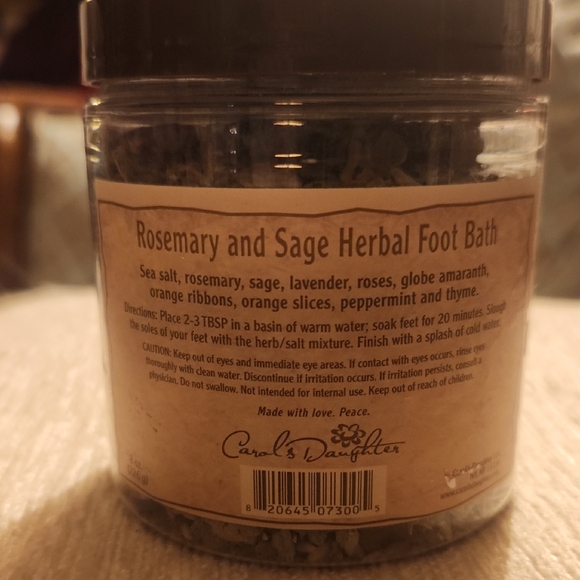 Rosemary and Sage Herbal Foot Bath
Sea salt, rosemary, sage, lavender, roses, globe amaranth,
orange ribbons, orange slices, peppermint and thyme.
Directions: Place 2-3 TBSP in a basin of warm water; soak feet for 20 minutes. Slough
the soles of your feet with the herb/salt mixture. Finish with a splash of cold water.
CAUTION: Keep out of eyes and immediate eye areas. If contact with eyes occurs, rinse eyes
thoroughly with clean water. Discontinue if irritation occurs. If irritation persists, consult a
physician. Do not swallow. Not intended for internal use. Keep out of reach of children.
Made with love. Peace.
Carol's Daughter
8 20645 07300 5